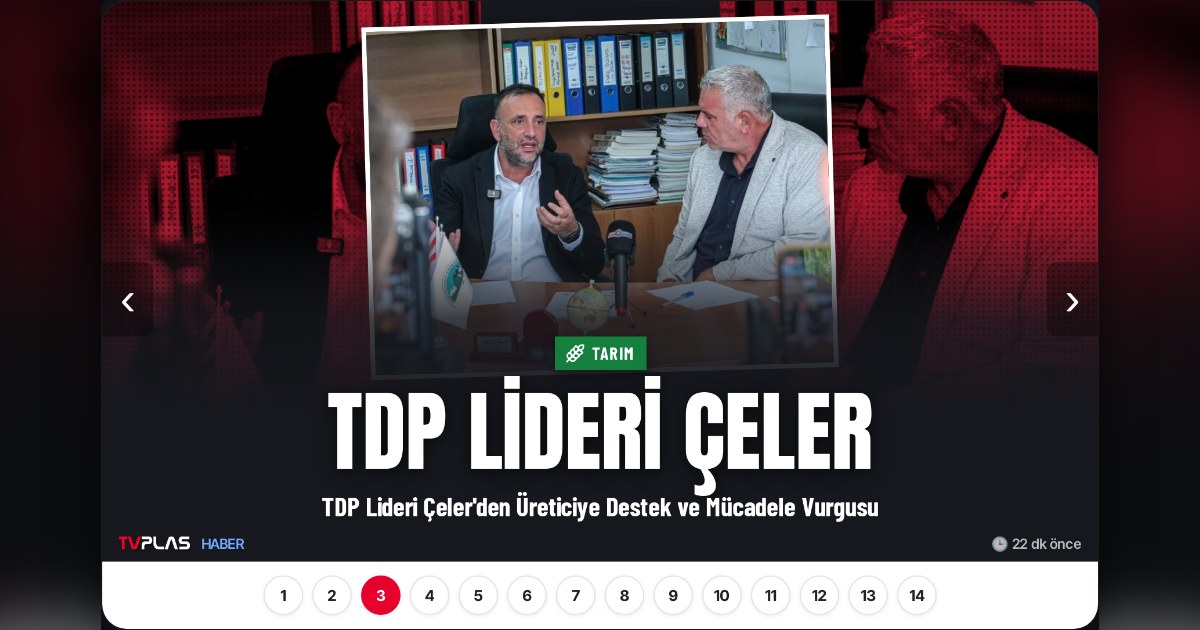 TARIM
TDP LİDERİ ÇELER
TDP Lideri Çeler'den Üreticiye Destek ve Mücadele Vurgusu
TVPLAS HABER
22 dk önce
1 2 3 4 5 6 7 8 9 10 11 12 13 14